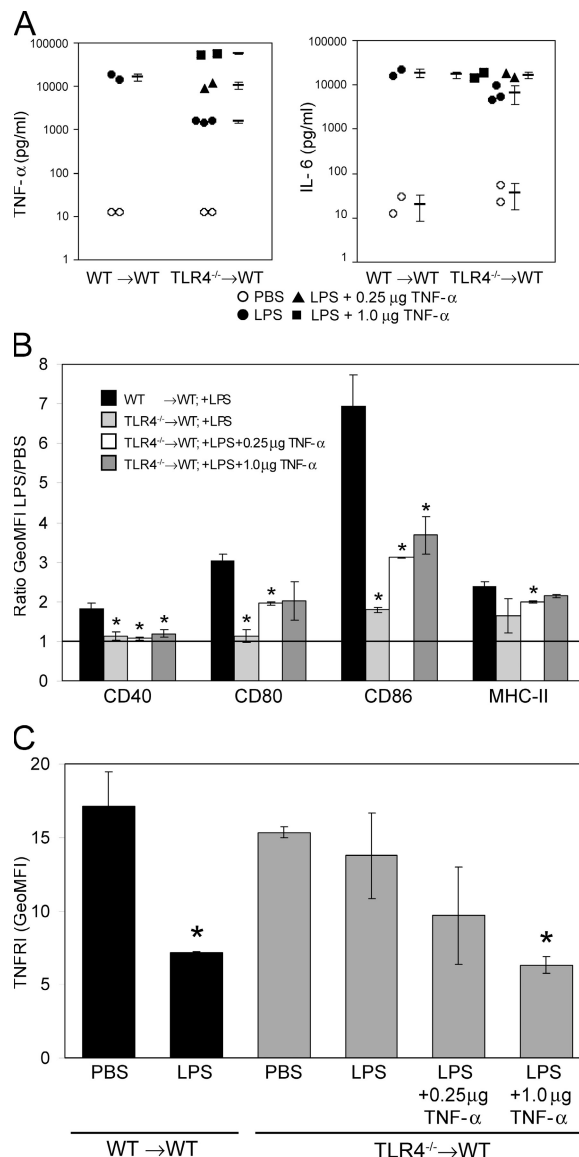 A
TNF-α (pg/ml)
100000
10000
1000
100
10
1
WT →WT
TLR4-/-→WT
IL- 6 (pg/ml)
100000
10000
1000
100
10
1
WT →WT
TLR4-/-→WT
○ PBS ▲ LPS + 0.25 µg TNF-α
● LPS ■ LPS + 1.0 µg TNF-α
B
Ratio GeoMFI LPS/PBS
8
7
6
5
4
3
2
1
0
WT →WT; +LPS
TLR4-/-→WT; +LPS
TLR4-/-→WT; +LPS+0.25µg TNF-α
TLR4-/-→WT; +LPS+1.0µg TNF-α
* * *
* *
* * *
*
CD40 CD80 CD86 MHC-II
C
TNFRI (GeoMFI)
20
15
10
5
0
*
*
PBS LPS PBS LPS LPS LPS
+0.25µg +1.0µg
TNF-α TNF-α
WT →WT TLR4-/-→WT